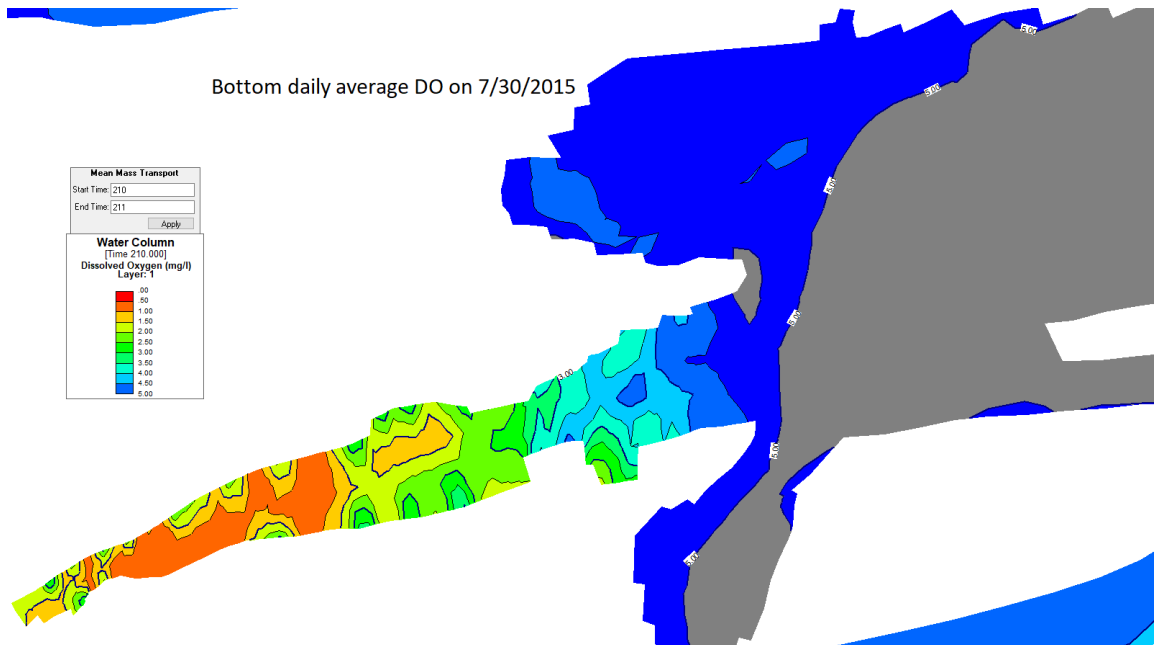 Bottom daily average DO on 7/30/2015
Mean Mass Transport
Start Time: 210
End Time: 211
Apply
Water Column
[Time 210.000]
Dissolved Oxygen (mg/l)
Layer: 1
.00
.50
1.00
1.50
2.00
2.50
3.00
3.50
4.00
4.50
5.00
5.00
5.00
5.00
5.00
3.00
5.00
5.00